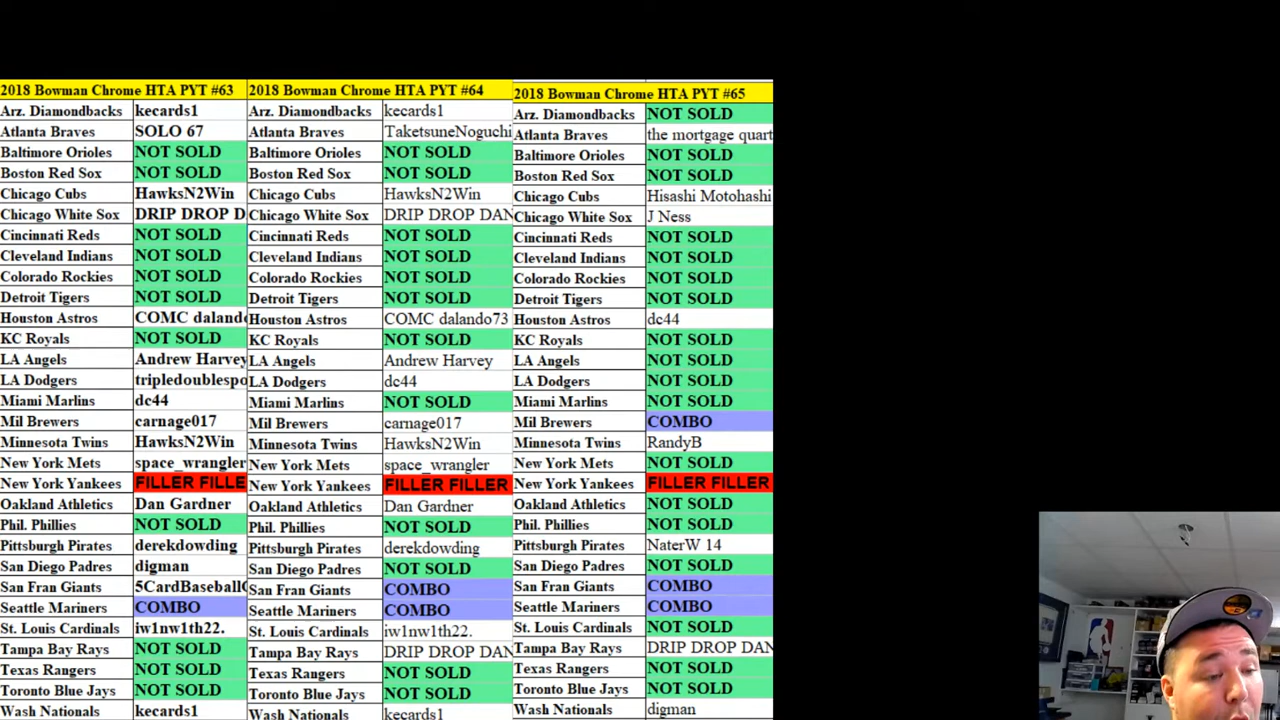 2018 Bowman Chrome HTA PYT #63
Arz. Diamondbacks kecards1
Atlanta Braves SOLO 67
Baltimore Orioles NOT SOLD
Boston Red Sox NOT SOLD
Chicago Cubs HawksN2Win
Chicago White Sox DRIP DROP D
Cincinnati Reds NOT SOLD
Cleveland Indians NOT SOLD
Colorado Rockies NOT SOLD
Detroit Tigers NOT SOLD
Houston Astros COMC daland
KC Royals NOT SOLD
LA Angels Andrew Harvey
LA Dodgers tripledoublespo
Miami Marlins dc44
Mil Brewers carnage017
Minnesota Twins HawksN2Win
New York Mets space_wrangler
New York Yankees FILLER FILLE
Oakland Athletics Dan Gardner
Phil. Phillies NOT SOLD
Pittsburgh Pirates derekdowding
San Diego Padres digman
San Fran Giants 5CardBaseball
Seattle Mariners COMBO
St. Louis Cardinals iw1nw1th22.
Tampa Bay Rays NOT SOLD
Texas Rangers NOT SOLD
Toronto Blue Jays NOT SOLD
Wash Nationals kecards1
2018 Bowman Chrome HTA PYT #64
Arz. Diamondbacks kecards1
Atlanta Braves TaketsuneNoguchi
Baltimore Orioles NOT SOLD
Boston Red Sox NOT SOLD
Chicago Cubs HawksN2Win
Chicago White Sox DRIP DROP DAN
Cincinnati Reds NOT SOLD
Cleveland Indians NOT SOLD
Colorado Rockies NOT SOLD
Detroit Tigers NOT SOLD
Houston Astros COMC dalando73
KC Royals NOT SOLD
LA Angels Andrew Harvey
LA Dodgers dc44
Miami Marlins NOT SOLD
Mil Brewers carnage017
Minnesota Twins HawksN2Win
New York Mets space_wrangler
New York Yankees FILLER FILLER
Oakland Athletics Dan Gardner
Phil. Phillies NOT SOLD
Pittsburgh Pirates derekdowding
San Diego Padres NOT SOLD
San Fran Giants COMBO
Seattle Mariners COMBO
St. Louis Cardinals iw1nw1th22.
Tampa Bay Rays DRIP DROP DAN
Texas Rangers NOT SOLD
Toronto Blue Jays NOT SOLD
Wash Nationals kecards1
2018 Bowman Chrome HTA PYT #65
Arz. Diamondbacks NOT SOLD
Atlanta Braves the mortgage quart
Baltimore Orioles NOT SOLD
Boston Red Sox NOT SOLD
Chicago Cubs Hisashi Motohashi
Chicago White Sox J Ness
Cincinnati Reds NOT SOLD
Cleveland Indians NOT SOLD
Colorado Rockies NOT SOLD
Detroit Tigers NOT SOLD
Houston Astros dc44
KC Royals NOT SOLD
LA Angels NOT SOLD
LA Dodgers NOT SOLD
Miami Marlins NOT SOLD
Mil Brewers COMBO
Minnesota Twins RandyB
New York Mets NOT SOLD
New York Yankees FILLER FILLER
Oakland Athletics NOT SOLD
Phil. Phillies NOT SOLD
Pittsburgh Pirates NaterW 14
San Diego Padres NOT SOLD
San Fran Giants COMBO
Seattle Mariners COMBO
St. Louis Cardinals NOT SOLD
Tampa Bay Rays DRIP DROP DAN
Texas Rangers NOT SOLD
Toronto Blue Jays NOT SOLD
Wash Nationals digman